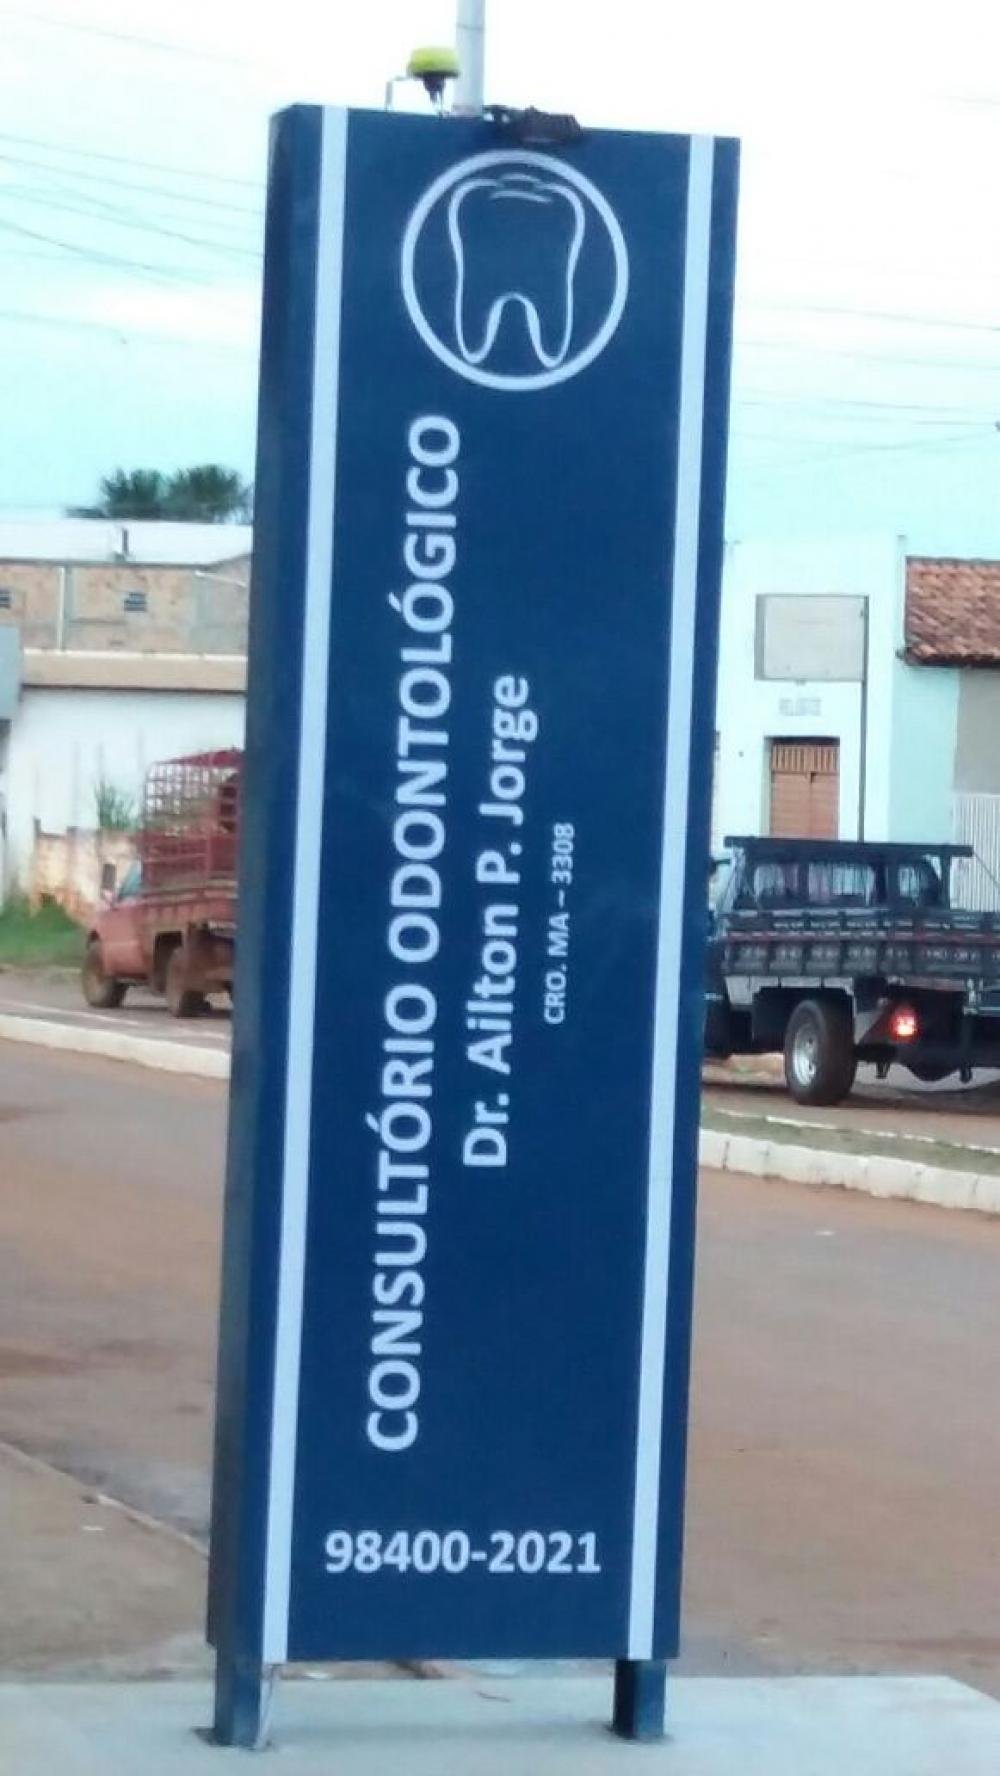 CONSULTÓRIO ODONTOLÓGICO
Dr. Ailton P. Jorge
CRO. MA – 3308
98400-2021